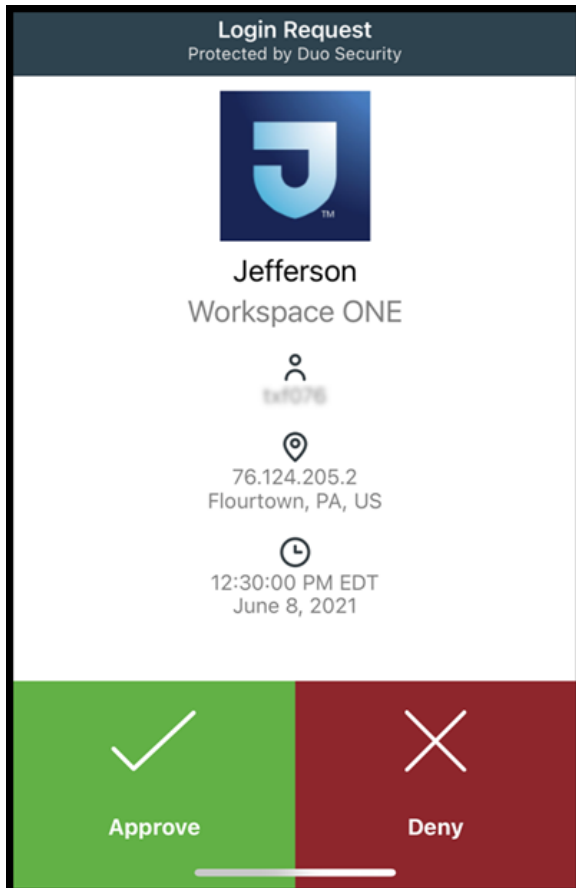 Login Request
Protected by Duo Security
J
TM
Jefferson
Workspace ONE
76.124.205.2
Flourtown, PA, US
12:30:00 PM EDT
June 8, 2021
Approve
Deny